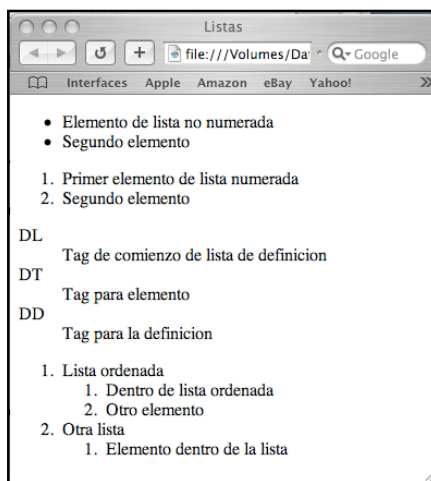 Listas
file:///Volumes/Da Google
Interfaces Apple Amazon eBay Yahoo!
• Elemento de lista no numerada
• Segundo elemento
1. Primer elemento de lista numerada
2. Segundo elemento
DL
Tag de comienzo de lista de definicion
DT
Tag para elemento
DD
Tag para la definicion
1. Lista ordenada
1. Dentro de lista ordenada
2. Otro elemento
2. Otra lista
1. Elemento dentro de la lista